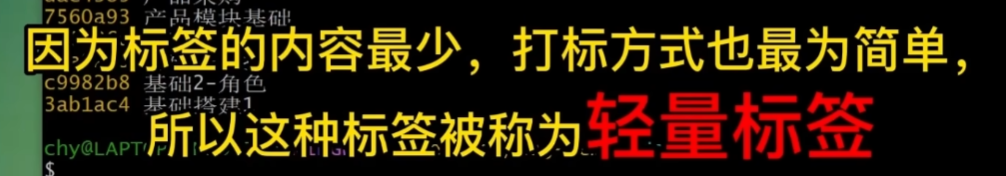 7560a93 产品模块基础
因为标签的内容最少，打标方式也最为简单，
c9982b8 基础2-角色
3ab1ac4 基础搭建1
所以这种标签被称为轻量标签
chy@LAPTOP
$